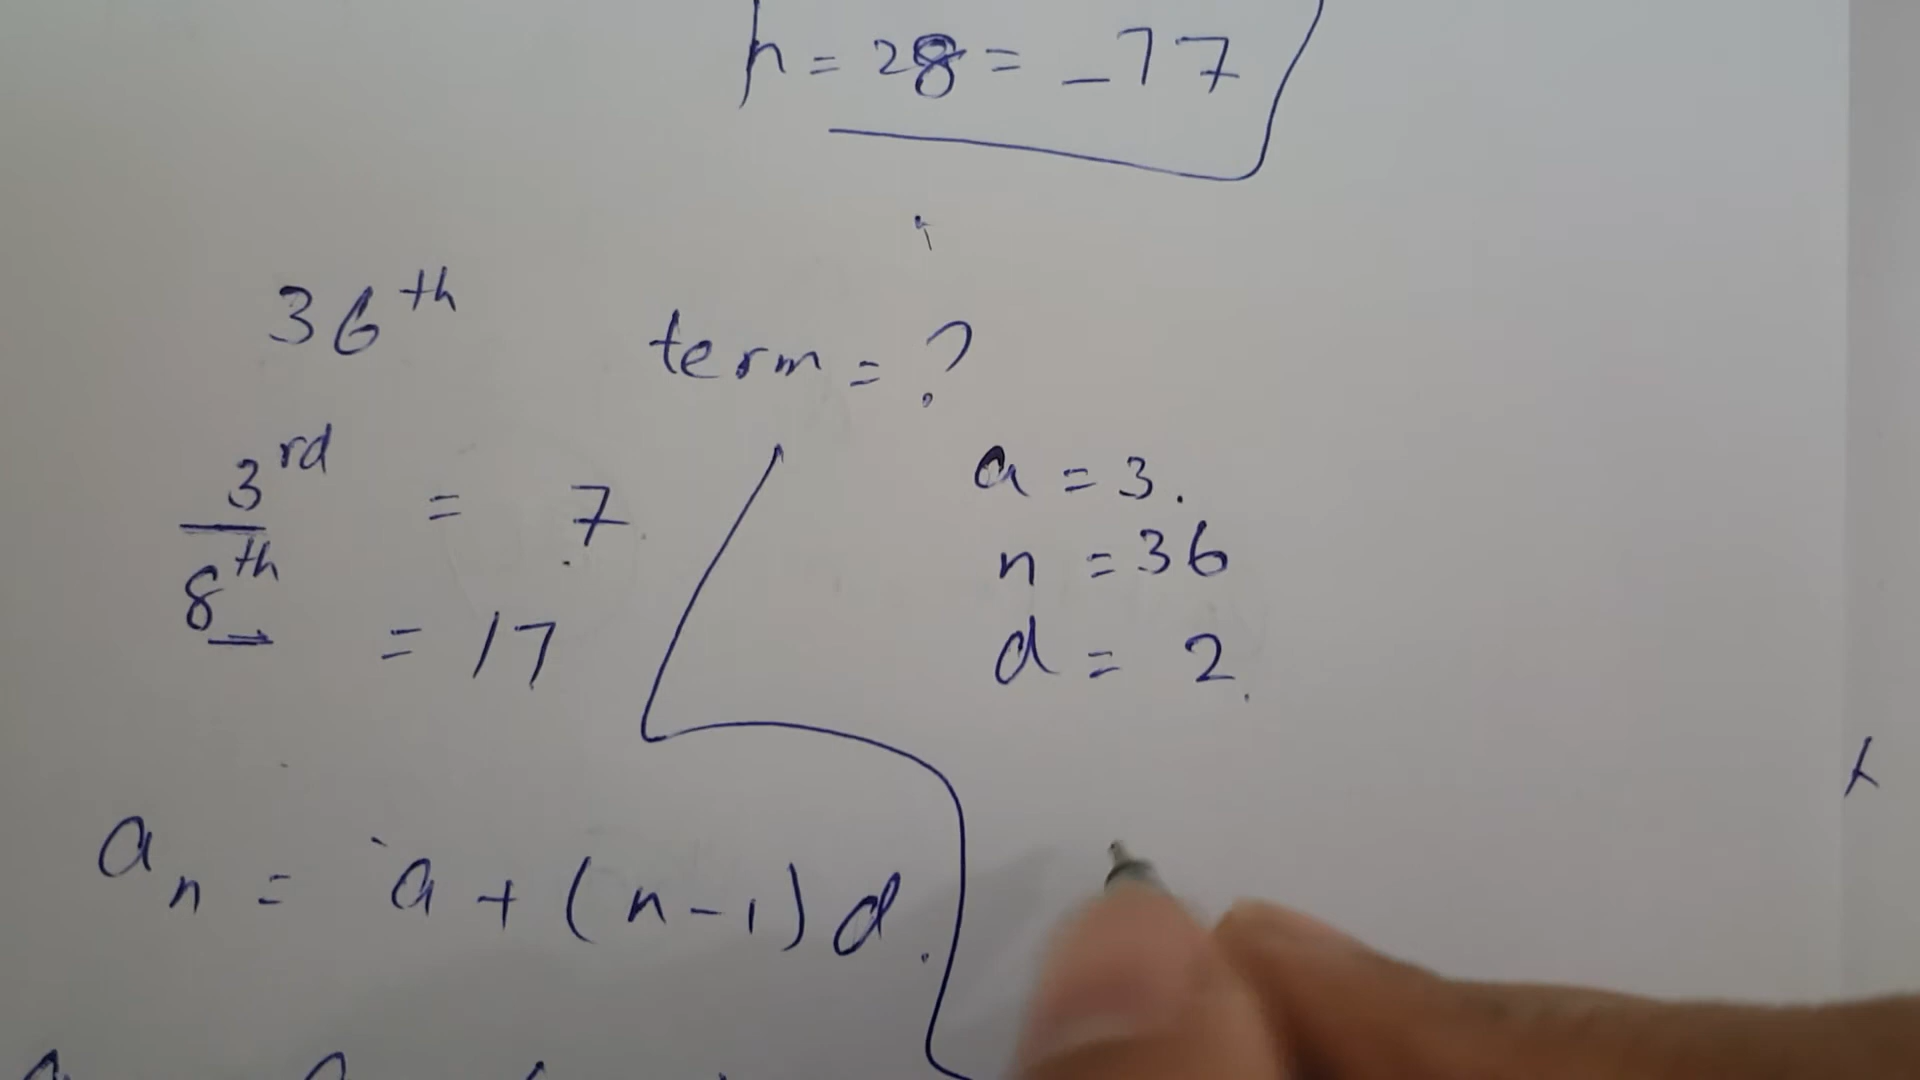 n = 28 = -77
36th term = ?
3rd = 7
8th = 17
a = 3.
n = 36
d = 2.
an = a + (n-1) d.